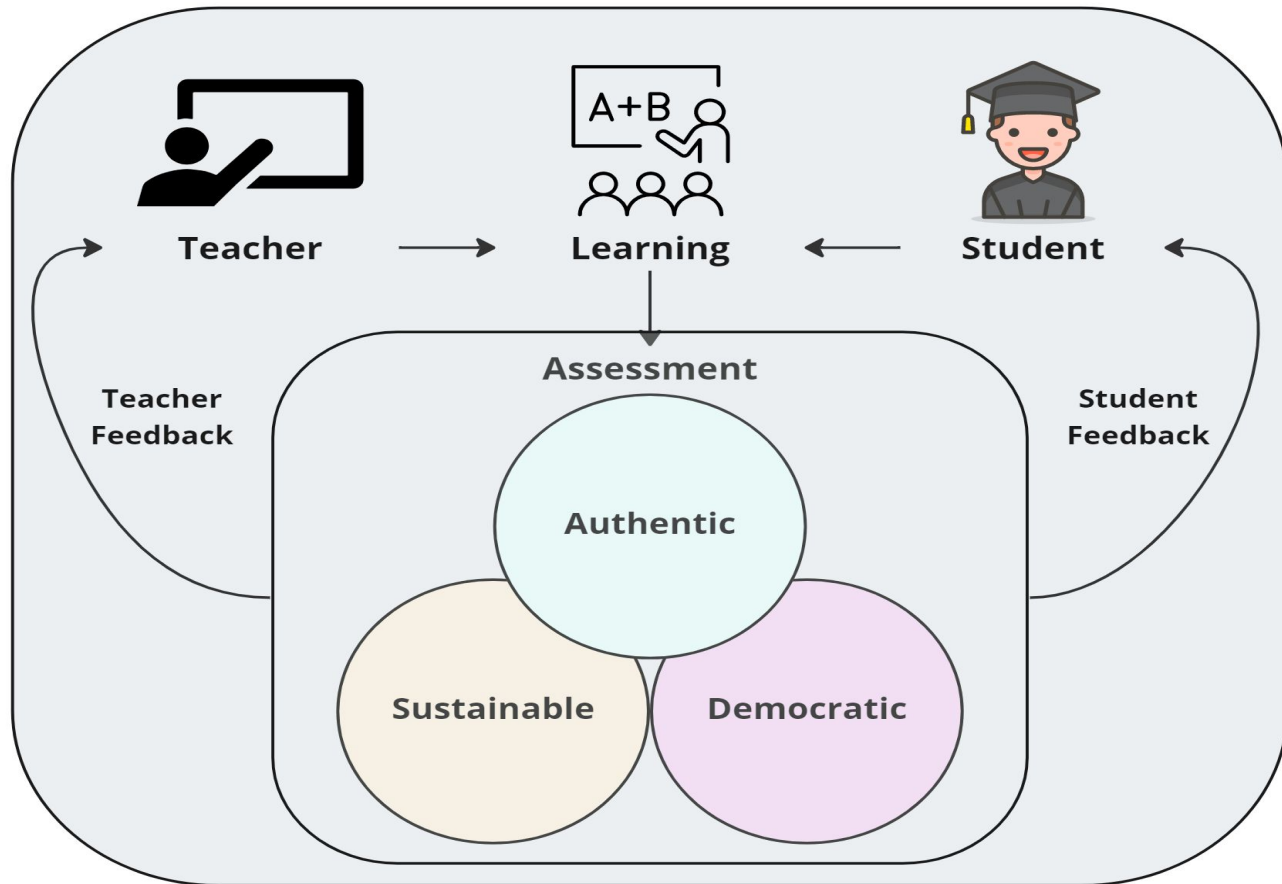 A+B
Teacher
Learning
Student
Assessment
Teacher
Feedback
Student
Feedback
Authentic
Sustainable
Democratic